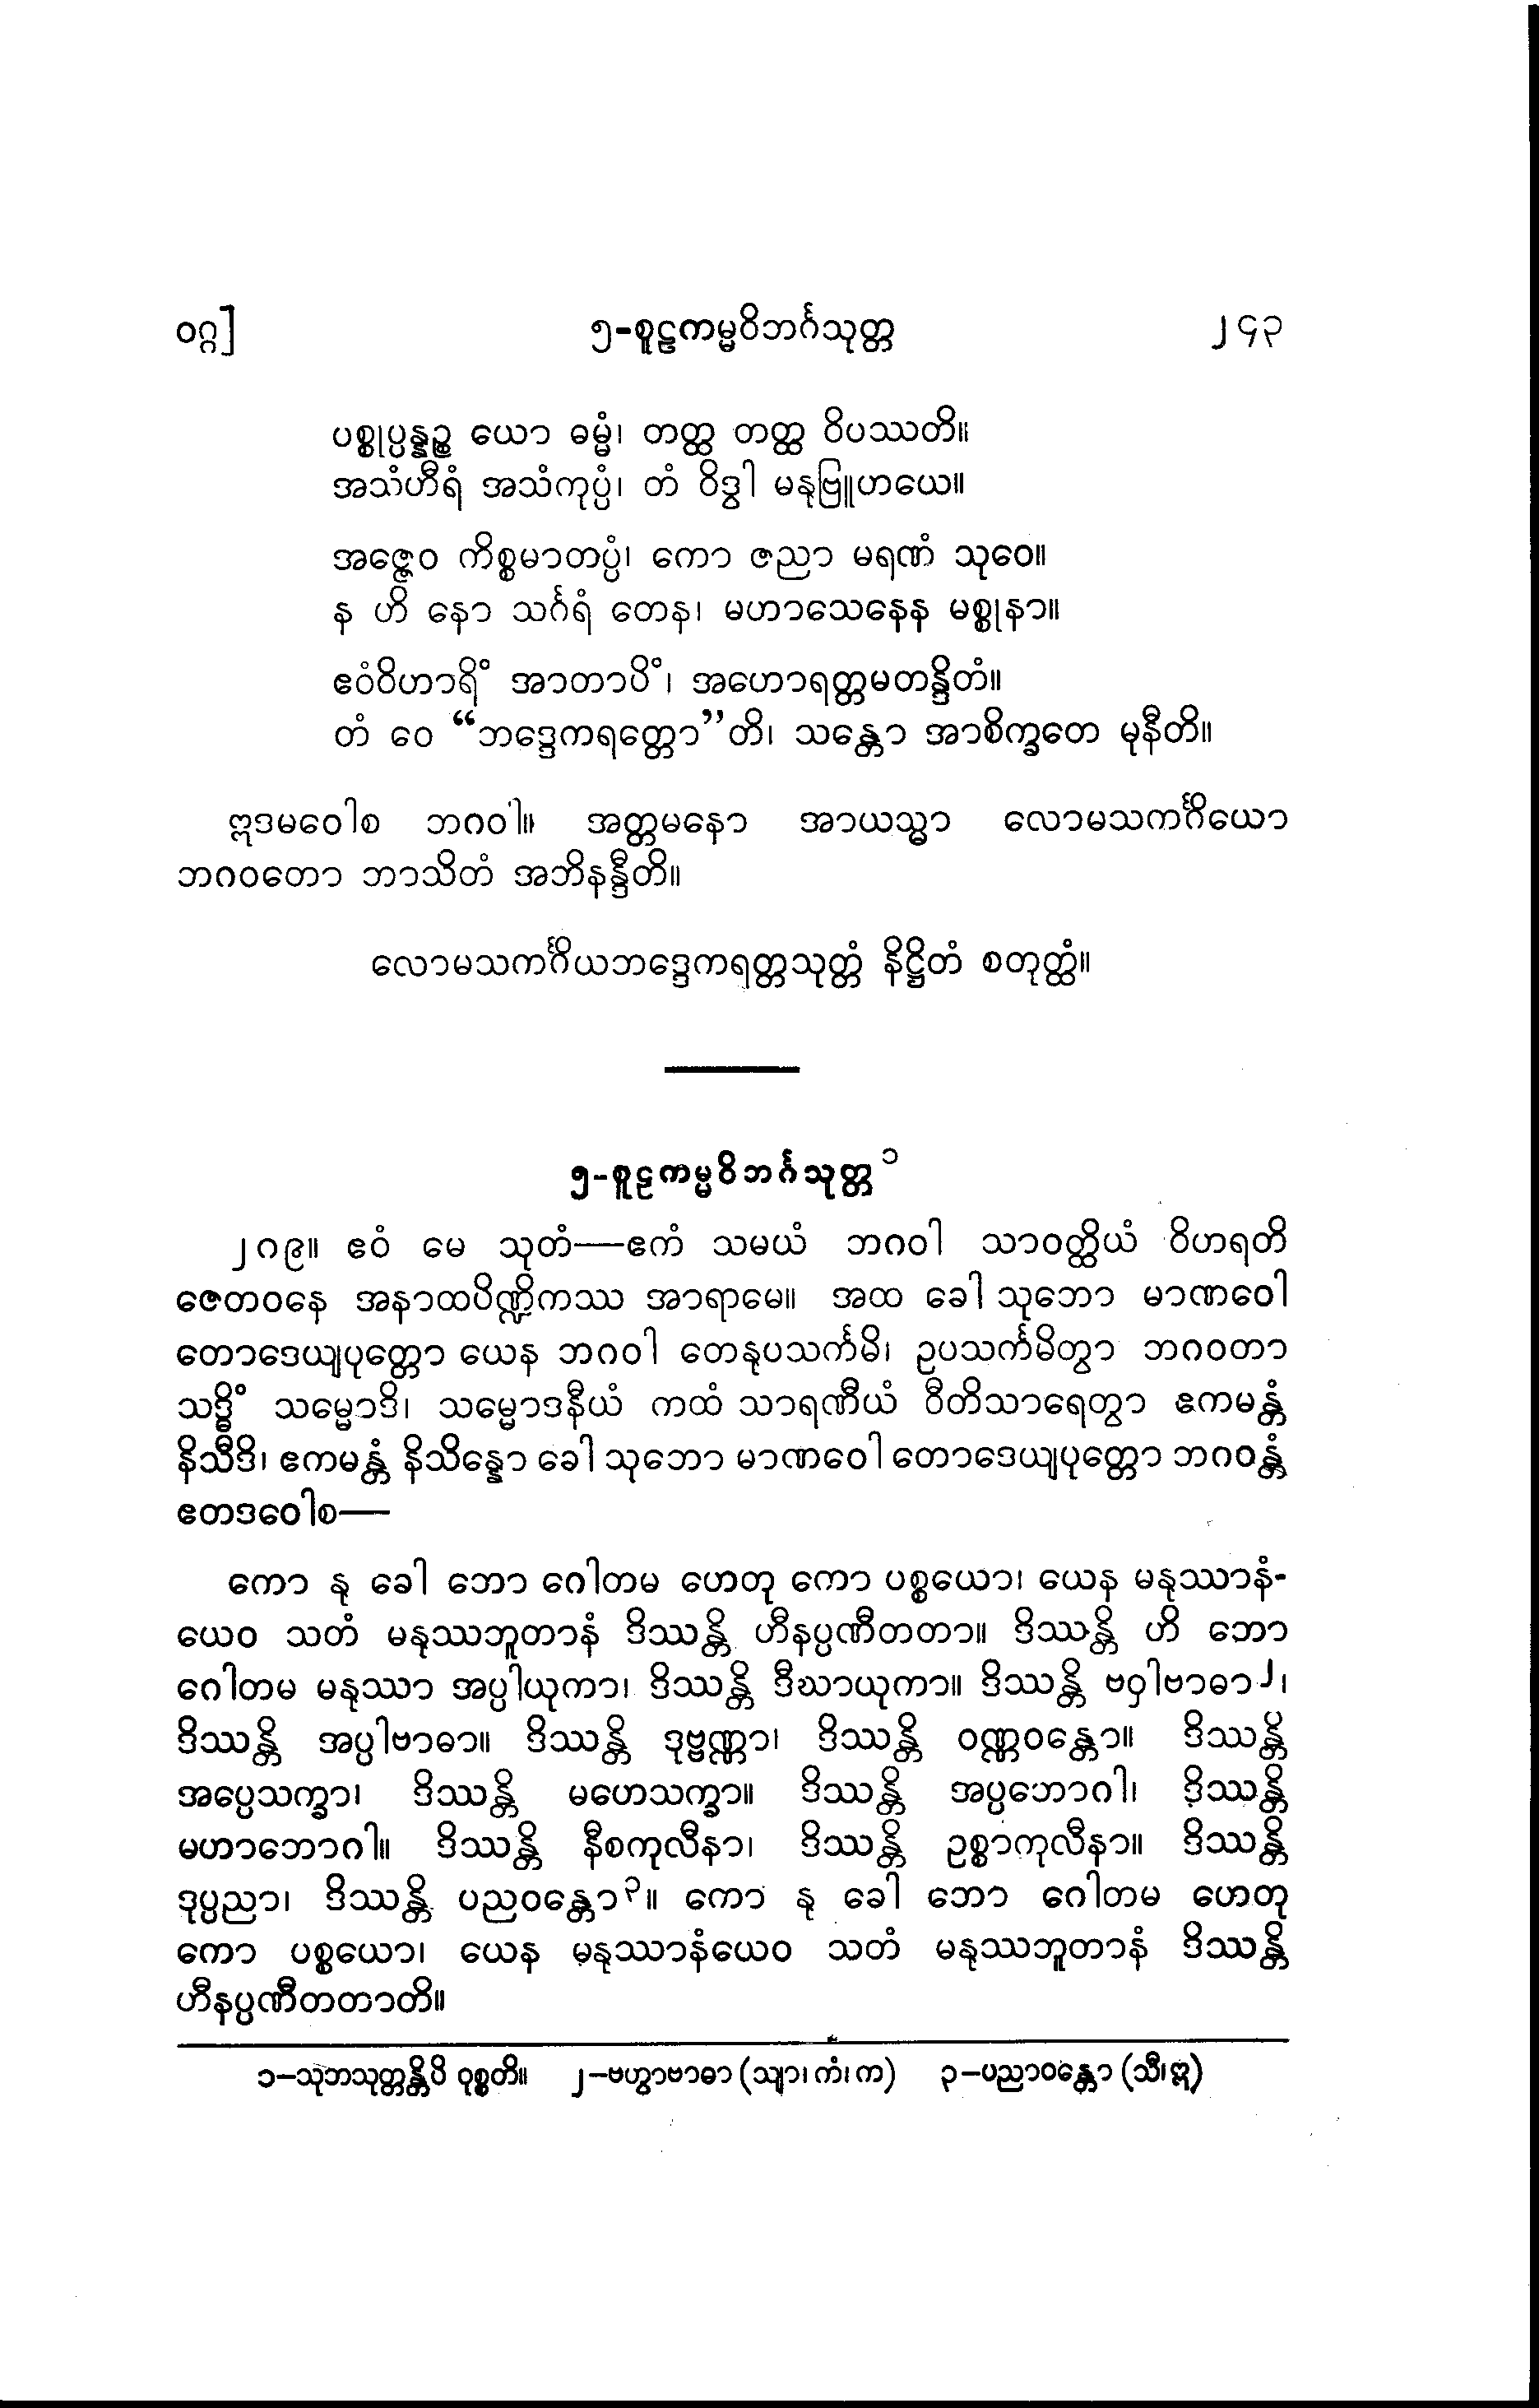 ဝဂ္ဂ]
၅-စူဠကမ္မဝိဘင်္ဂသုတ္တ
၂၄၃
ပစ္စုပ္ပန္နဉ္စ ယော ဓမ္မံ၊ တတ္ထ တတ္ထ ဝိပဿတိ။
အသံဟီရံ အသံကုပ္ပံ၊ တံ ဝိဒွါ မနုဗြူဟယေ။
အဇ္ဇေဝ ကိစ္စမာတပ္ပံ၊ ကော ဇညာ မရဏံ သုဝေ။
န ဟိ နော သင်္ဂရံ တေန၊ မဟာသေနေန မစ္စုနာ။
ဧဝံဝိဟာရိံ အာတာပိံ၊ အဟောရတ္တမတန္ဒိတံ။
တံ ဝေ “ဘဒ္ဒေကရတ္တော”တိ၊ သန္တော အာစိက္ခတေ မုနီတိ။
ဣဒမဝေါစ ဘဂဝါ။ အတ္တမနော အာယသ္မာ လောမသကင်္ဂိယော
ဘဂဝတော ဘာသိတံ အဘိနန္ဒီတိ။
လောမသကင်္ဂိယဘဒ္ဒေကရတ္တသုတ္တံ နိဋ္ဌိတံ စတုတ္ထံ။
၅-စူဠကမ္မဝိဘင်္ဂသုတ္တ၁
၂၈၉။ ဧဝံ မေ သုတံ—ဧကံ သမယံ ဘဂဝါ သာဝတ္ထိယံ ဝိဟရတိ
ဇေတဝနေ အနာထပိဏ္ဍိကဿ အာရာမေ။ အထ ခေါ သုဘော မာဏဝေါ
တောဒေယျပုတ္တော ယေန ဘဂဝါ တေနုပသင်္ကမိ၊ ဥပသင်္ကမိတွာ ဘဂဝတာ
သဒ္ဓိံ သမ္မောဒိ၊ သမ္မောဒနီယံ ကထံ သာရဏီယံ ဝီတိသာရေတွာ ဧကမန္တံ
နိသီဒိ၊ ဧကမန္တံ နိသိန္နော ခေါ သုဘော မာဏဝေါ တောဒေယျပုတ္တော ဘဂဝန္တံ
ဧတဒဝေါစ—
ကော နု ခေါ ဘော ဂေါတမ ဟေတု ကော ပစ္စယော၊ ယေန မနုဿာနံ-
ယေဝ သတံ မနုဿဘူတာနံ ဒိဿန္တိ ဟီနပ္ပဏီတတာ။ ဒိဿန္တိ ဟိ ဘော
ဂေါတမ မနုဿာ အပ္ပါယုကာ၊ ဒိဿန္တိ ဒီဃာယုကာ။ ဒိဿန္တိ ဗဝှါဗာဓာ၂၊
ဒိဿန္တိ အပ္ပါဗာဓာ။ ဒိဿန္တိ ဒုဗ္ဗဏ္ဏာ၊ ဒိဿန္တိ ဝဏ္ဏဝန္တော။ ဒိဿန္တိ
အပ္ပေသက္ခာ၊ ဒိဿန္တိ မဟေသက္ခာ။ ဒိဿန္တိ အပ္ပဘောဂါ၊ ဒိဿန္တိ
မဟာဘောဂါ။ ဒိဿန္တိ နီစကုလီနာ၊ ဒိဿန္တိ ဥစ္စာကုလီနာ။ ဒိဿန္တိ
ဒုပ္ပညာ၊ ဒိဿန္တိ ပညဝန္တော၃။ ကော နု ခေါ ဘော ဂေါတမ ဟေတု
ကော ပစ္စယော၊ ယေန မနုဿာနံယေဝ သတံ မနုဿဘူတာနံ ဒိဿန္တိ
ဟီနပ္ပဏီတတာတိ။
၁–သုဘသုတ္တန္တိပိ ဝုစ္စတိ။ ၂–ဗဟွာဗာဓာ (သျာ၊ ကံ၊ က) ၃–ပညာဝန္တော (သီ၊ ဣ)